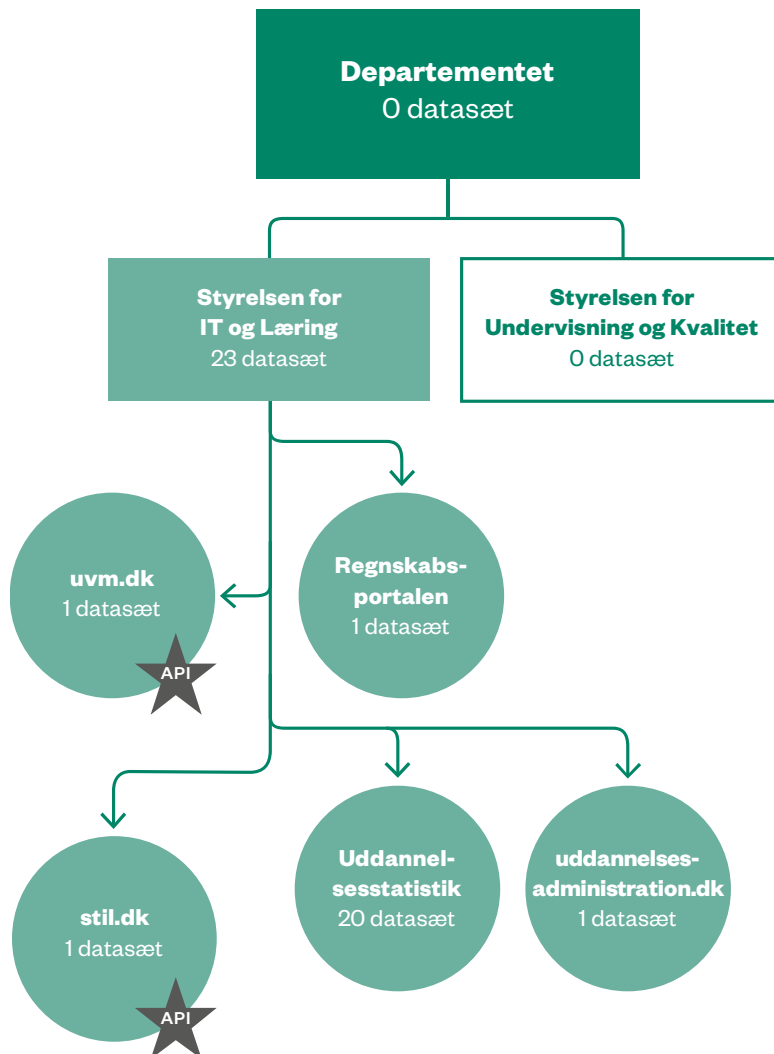 Departementet
0 datasæt
Styrelsen for
IT og Læring
23 datasæt
Styrelsen for
Undervisning og Kvalitet
0 datasæt
uvm.dk
1 datasæt
API
Regnskabs-
portalen
1 datasæt
stil.dk
1 datasæt
API
Uddannel-
sesstatistik
20 datasæt
uddannelses-
administration.dk
1 datasæt